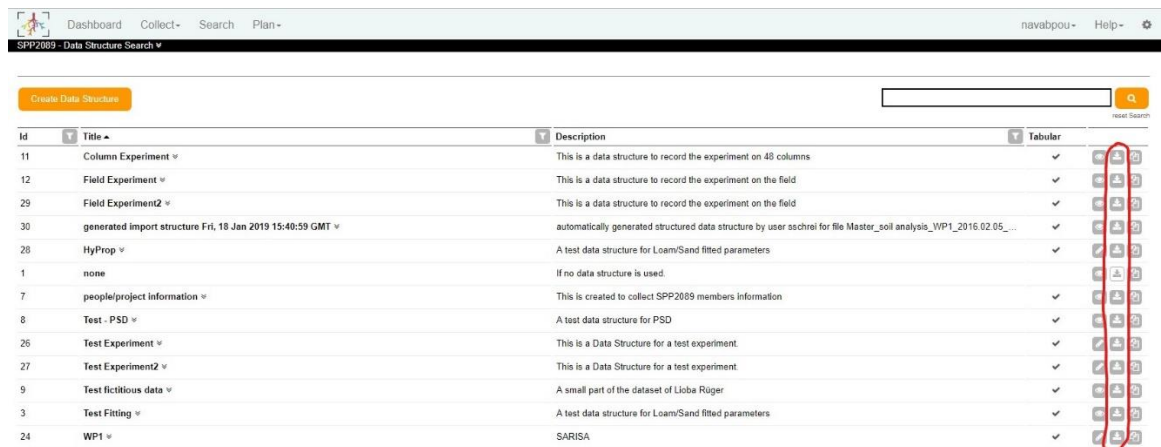 Dashboard Collect Search Plan navabpou Help
SPP2089 - Data Structure Search
Create Data Structure
reset Search
Id Title Description Tabular
11 Column Experiment This is a data structure to record the experiment on 48 columns
12 Field Experiment This is a data structure to record the experiment on the field
29 Field Experiment2 This is a data structure to record the experiment on the field
30 generated import structure Fri, 18 Jan 2019 15:40:59 GMT automatically generated structured data structure by user sschrei for file Master_soil analysis_WP1_2016.02.05_...
28 HyProp A test data structure for Loam/Sand fitted parameters
1 none If no data structure is used.
7 people/project information This is created to collect SPP2089 members information
8 Test - PSD A test data structure for PSD
26 Test Experiment This is a Data Structure for a test experiment.
27 Test Experiment2 This is a Data Structure for a test experiment.
9 Test fictitious data A small part of the dataset of Lioba Rüger
3 Test Fitting A test data structure for Loam/Sand fitted parameters
24 WP1 SARISA